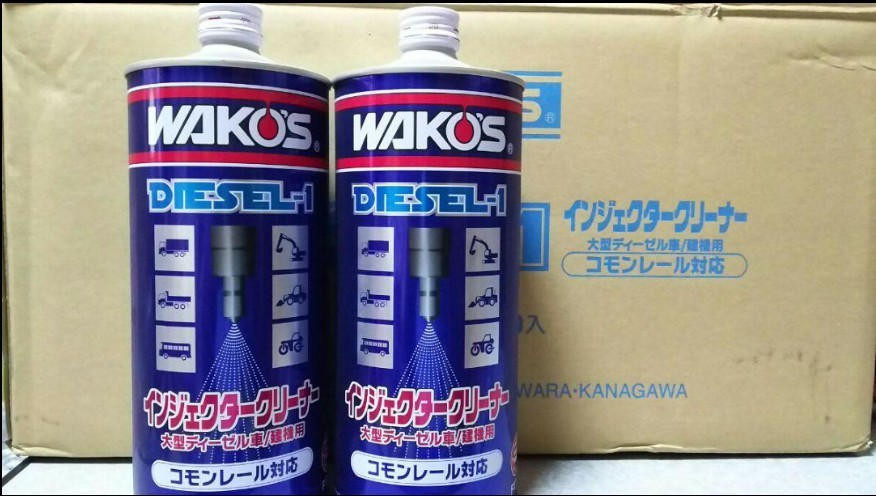 WAKO'S®
DIESEL-1
インジェクタークリーナー
大型ディーゼル車/建機用
コモンレール対応
WAKO'S®
DIESEL-1
インジェクタークリーナー
大型ディーゼル車/建機用
コモンレール対応
S®
1
インジェクタークリーナー
大型ディーゼル車/建機用
コモンレール対応
入
WARA・KANAGAWA